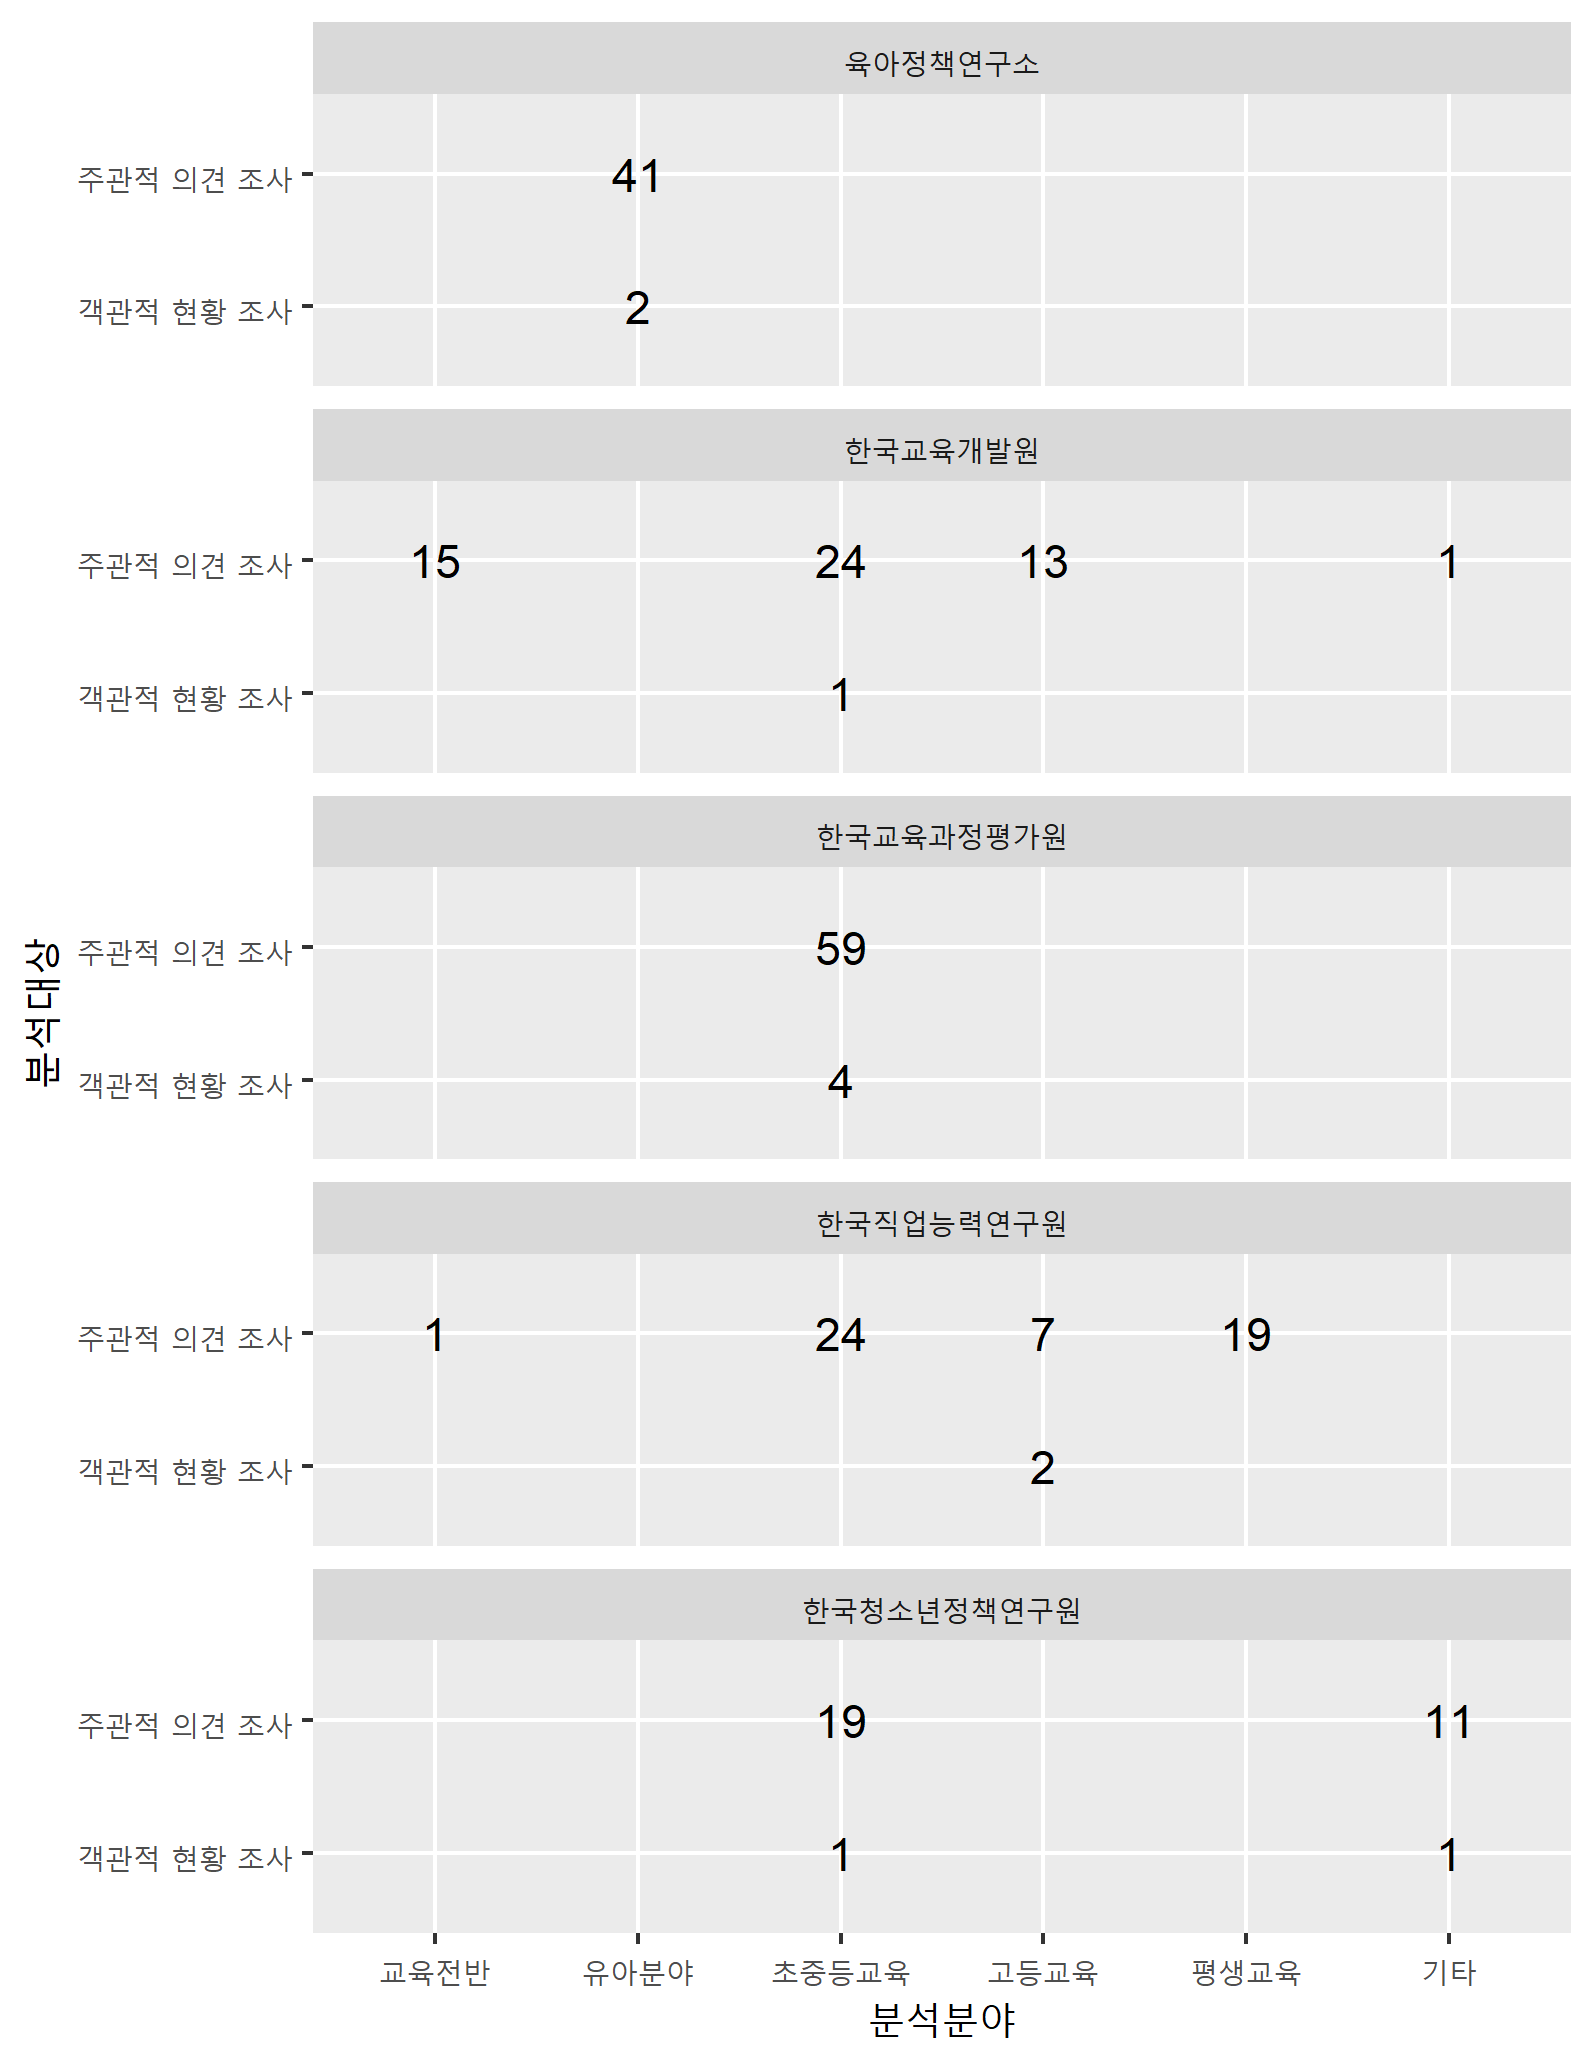 육아정책연구소
주관적 의견 조사 41
객관적 현황 조사 2
한국교육개발원
주관적 의견 조사 15 24 13 1
객관적 현황 조사 1
한국교육과정평가원
주관적 의견 조사 59
객관적 현황 조사 4
분석대상
한국직업능력연구원
주관적 의견 조사 1 24 7 19
객관적 현황 조사 2
한국청소년정책연구원
주관적 의견 조사 19 11
객관적 현황 조사 1 1
교육전반 유아분야 초중등교육 고등교육 평생교육 기타
분석분야